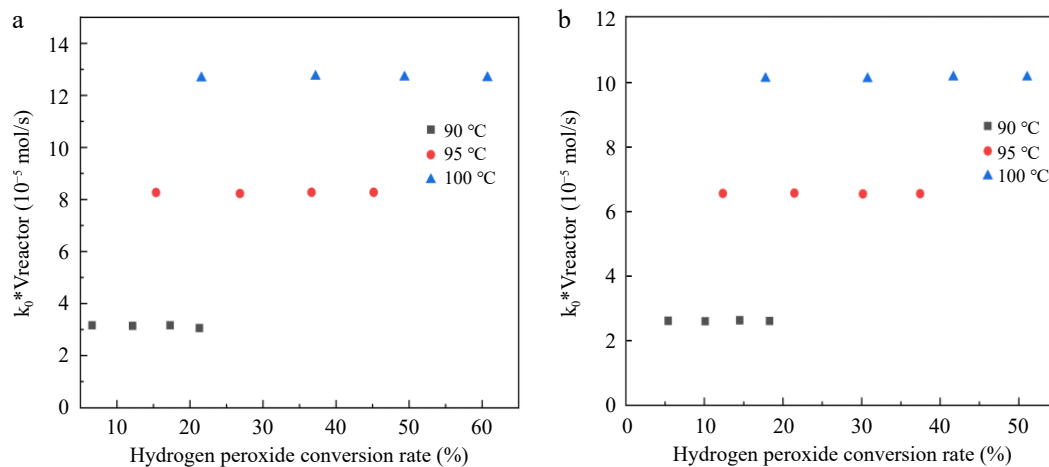 a
14
12
10
8
6
4
2
0
k₀*Vreactor (10⁻⁵ mol/s)
90 ℃
95 ℃
100 ℃
10 20 30 40 50 60
Hydrogen peroxide conversion rate (%)
b
12
10
8
6
4
2
0
k₀*Vreactor (10⁻⁵ mol/s)
90 ℃
95 ℃
100 ℃
0 10 20 30 40 50
Hydrogen peroxide conversion rate (%)